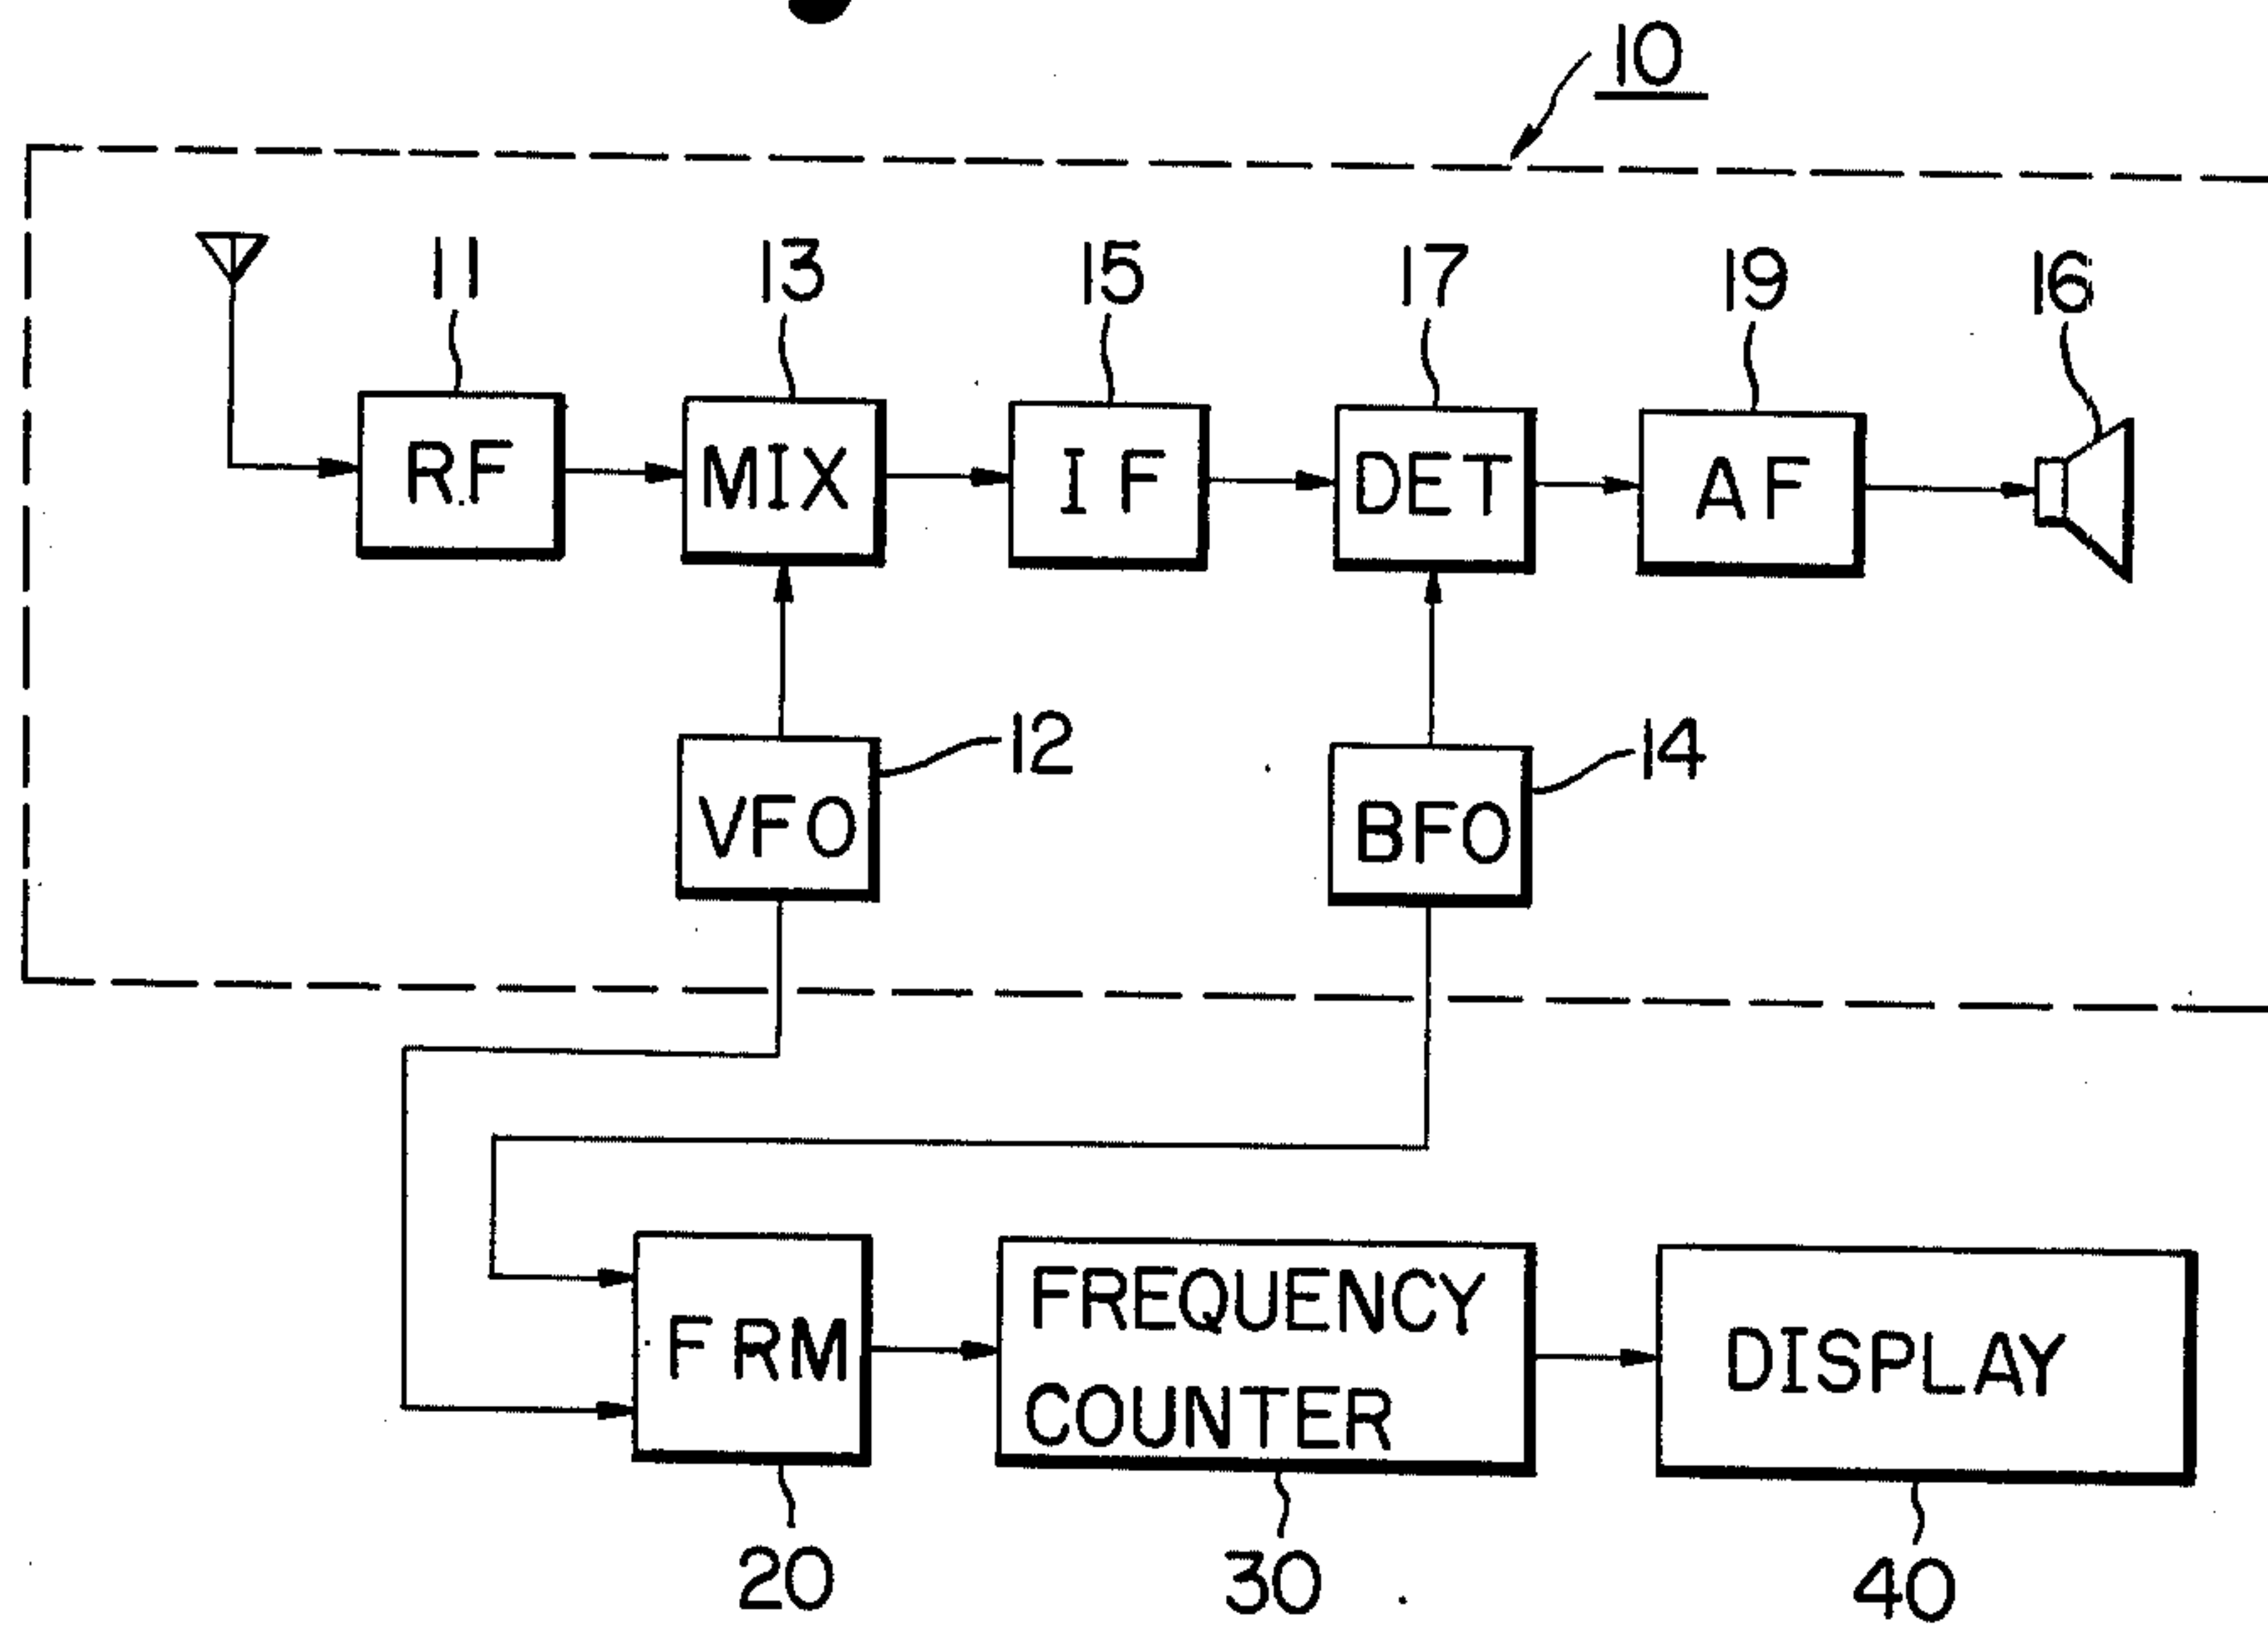 10
11
13
15
17
19
16
R.F
MIX
IF
DET
AF
12
14
VFO
BFO
FRM
FREQUENCY
COUNTER
DISPLAY
20
30
40